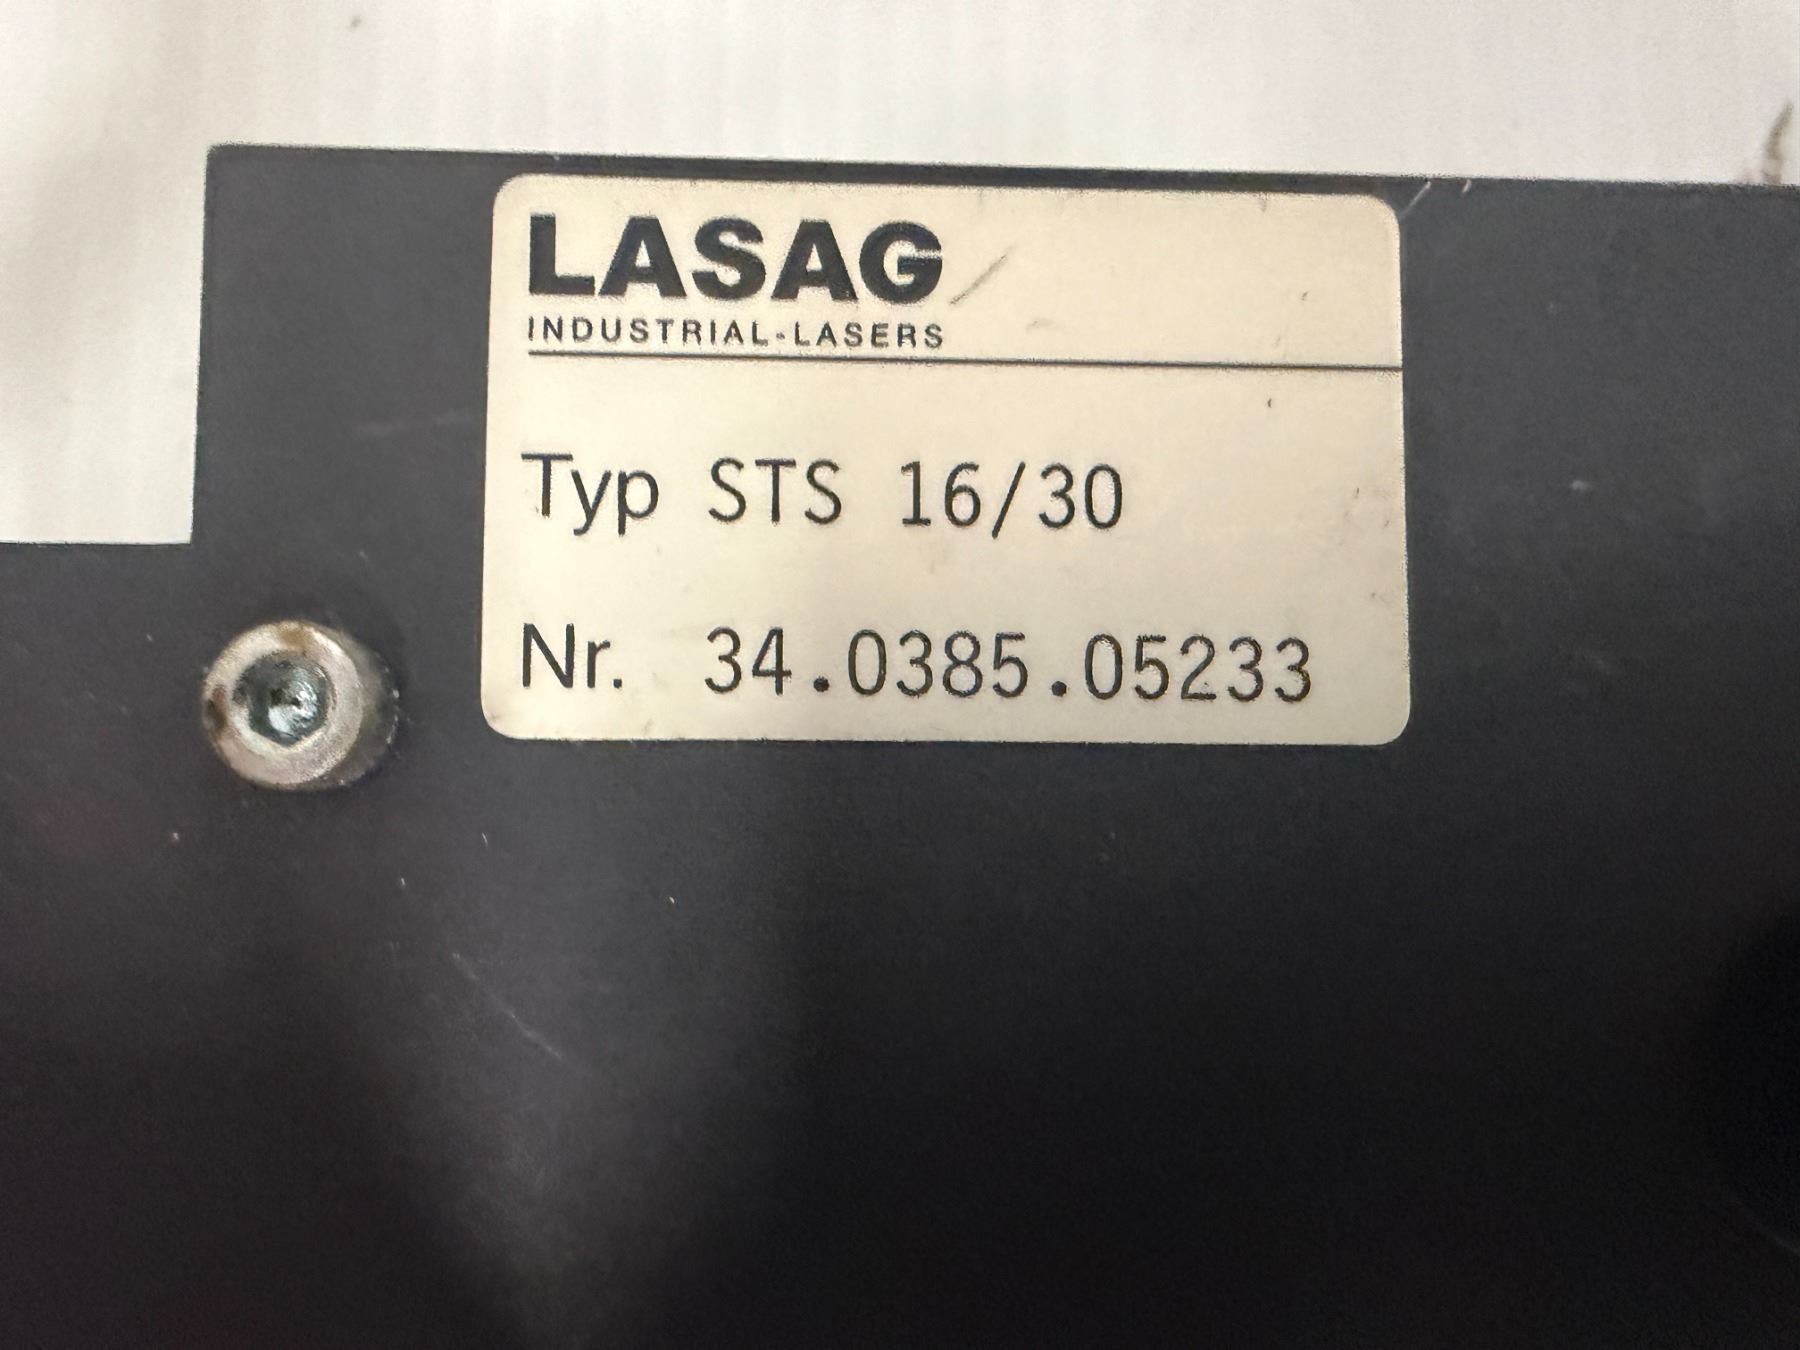 LASAG
INDUSTRIAL-LASERS
Typ STS 16/30
Nr. 34.0385.05233